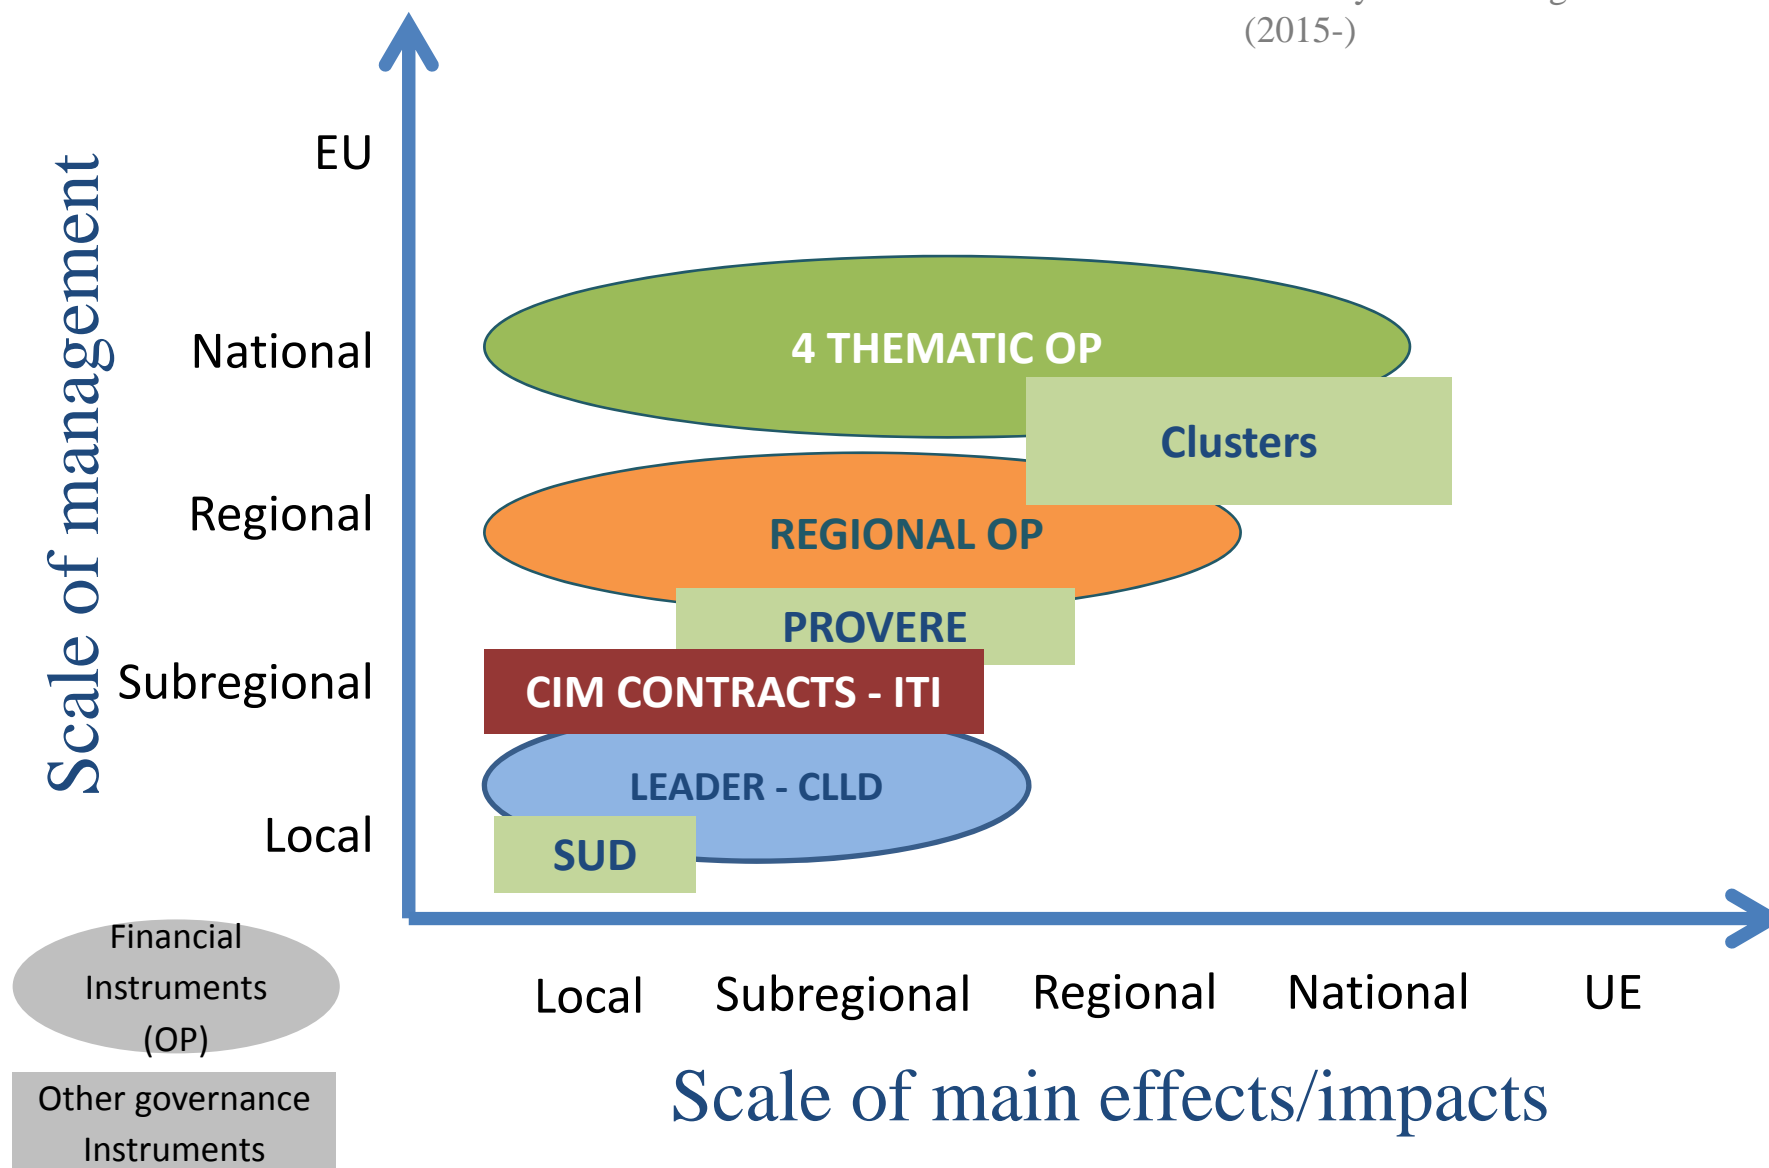 (2015-)
EU
National
Regional
Subregional
Local
Scale of management
4 THEMATIC OP
Clusters
REGIONAL OP
PROVERE
CIM CONTRACTS - ITI
LEADER - CLLD
SUD
Local
Subregional
Regional
National
UE
Scale of main effects/impacts
Financial
Instruments
(OP)
Other governance
Instruments